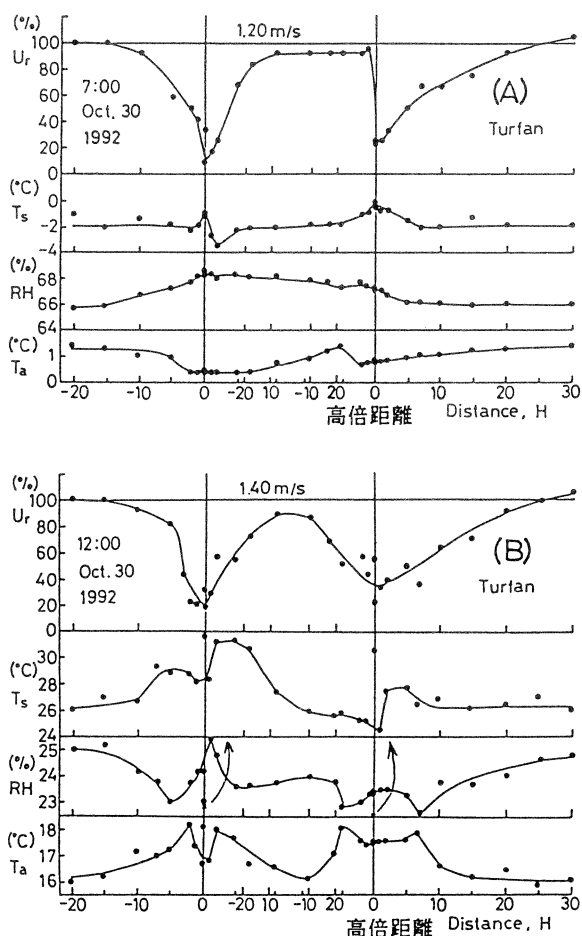 (%)
Ur
100
80
60
40
20
0
1.20 m/s
7:00
Oct. 30
1992
(A)
Turfan
(°C)
Ts
0
-2
-4
(%)
RH
68
66
64
(°C)
Ta
1
0
-20 -10 0 -20 10 -10 20 0 10 20 30
高倍距離 Distance, H
(%)
Ur
100
80
60
40
20
0
1.40 m/s
12:00
Oct. 30
1992
(B)
Turfan
(°C)
Ts
30
28
26
24
(%)
RH
25
24
23
(°C)
Ta
18
17
16
-20 -10 0 -20 10 -10 20 0 10 20 30
高倍距離 Distance, H